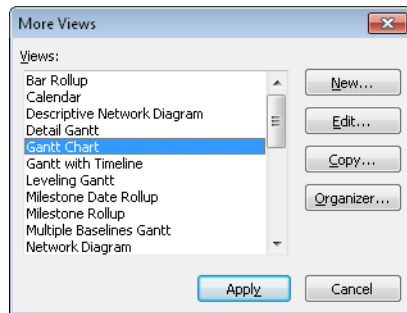 More Views
Views:
Bar Rollup
Calendar
Descriptive Network Diagram
Detail Gantt
Gantt Chart
Gantt with Timeline
Leveling Gantt
Milestone Date Rollup
Milestone Rollup
Multiple Baselines Gantt
Network Diagram
New...
Edit...
Copy...
Organizer...
Apply
Cancel